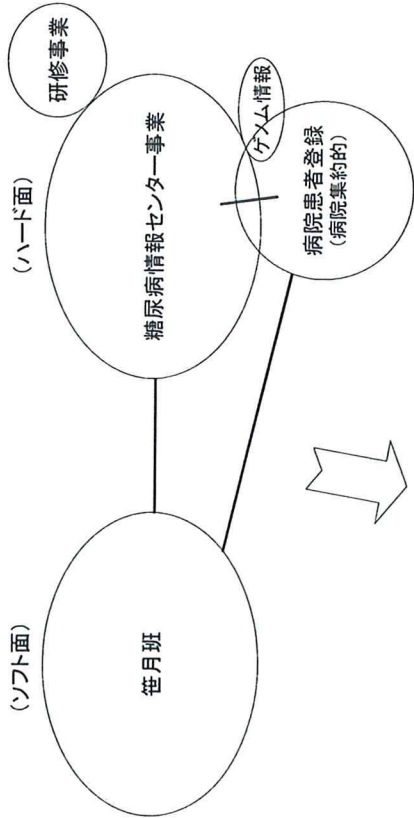 (ソフト面)
笹月班
(ハード面)
糖尿病情報センター事業
研修事業
ゲノム情報
病院患者登録
(病院集約的)